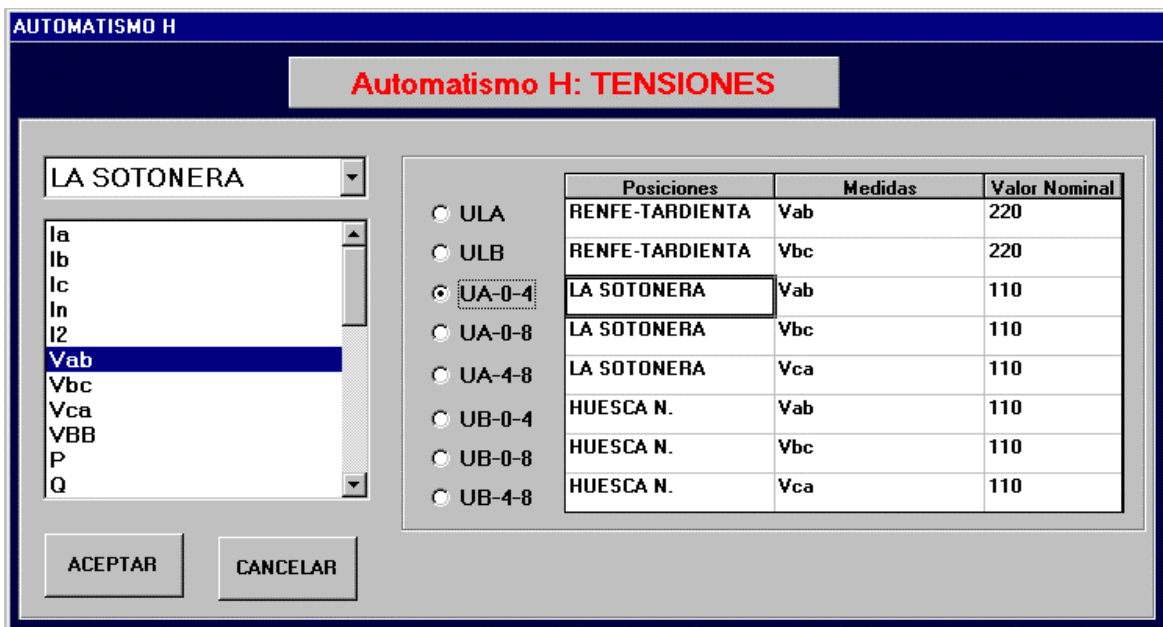 AUTOMATISMO H
Automatismo H: TENSIONES
LA SOTONERA
Ia
Ib
Ic
In
I2
Vab
Vbc
Vca
VBB
P
Q
ACEPTAR
CANCELAR
Posiciones Medidas Valor Nominal
ULA RENFE-TARDIENTA Vab 220
ULB RENFE-TARDIENTA Vbc 220
UA-0-4 LA SOTONERA Vab 110
UA-0-8 LA SOTONERA Vbc 110
UA-4-8 LA SOTONERA Vca 110
UB-0-4 HUESCA N. Vab 110
UB-0-8 HUESCA N. Vbc 110
UB-4-8 HUESCA N. Vca 110